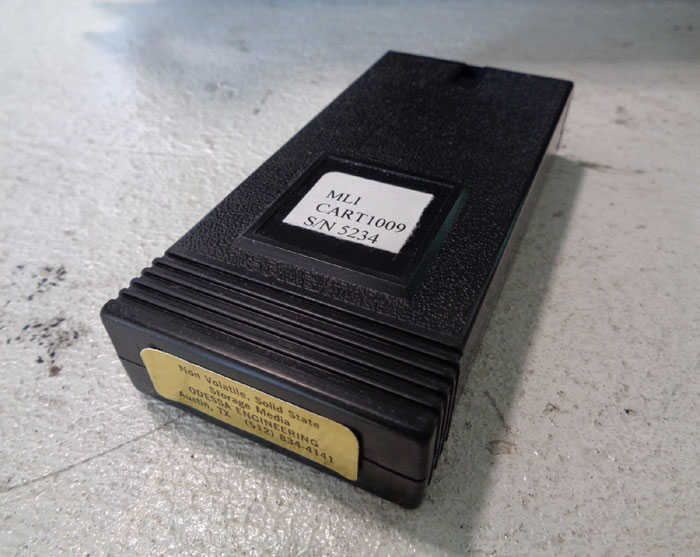 MLI
CART1009
S/N 5234
Non Volatile, Solid State
Storage Media
ODESSA ENGINEERING
Austin, TX (512) 834-4141